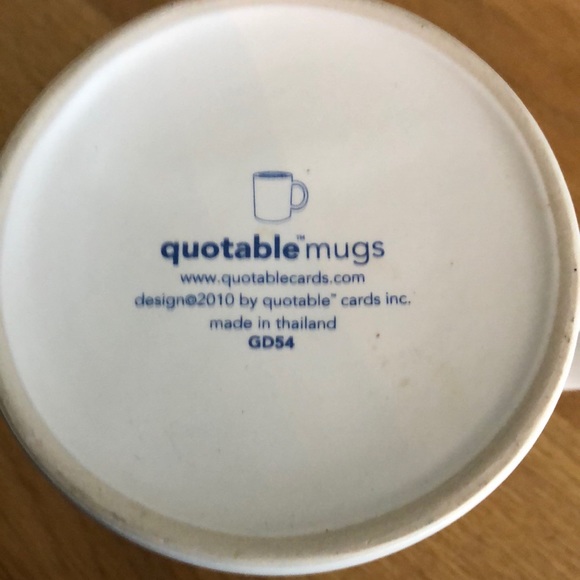 quotable™mugs
www.quotablecards.com
design©2010 by quotable™ cards inc.
made in thailand
GD54